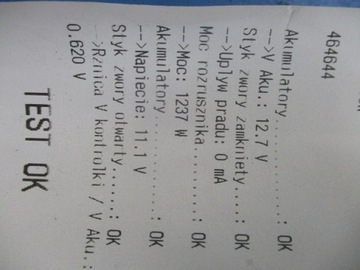 464644
Akumulatory...........: OK
-->V Aku.: 12.7 V
Styk zwory zamkniety...: OK
-->Uplyw pradu: 0 mA
Moc rozrusznika........: OK
-->Moc: 1237 W
Akumulatory...........: OK
-->Napiecie: 11.1 V
Styk zwory otwarty.....: OK
-->Rznica V kontrolki / V Aku.:
0.620 V
TEST OK